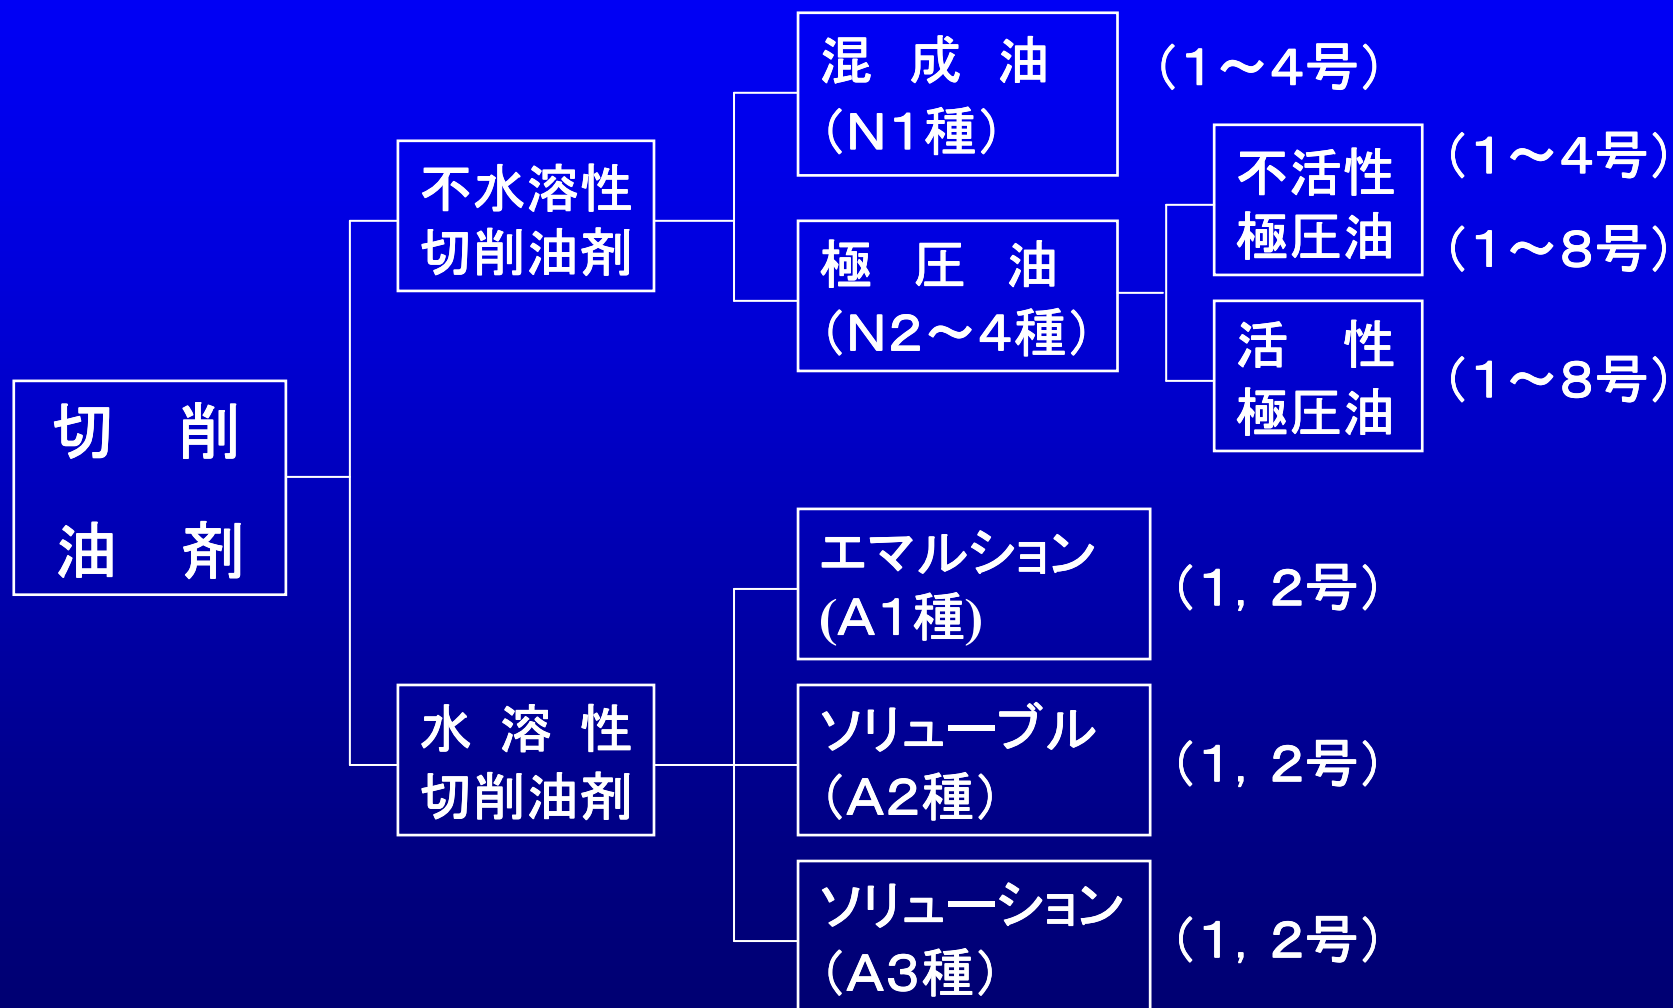 切　削
油　剤
不水溶性
切削油剤
混 成 油
（N1種）
（1～4号）
極 圧 油
（N2～4種）
不活性
極圧油
（1～4号）
（1～8号）
活　性
極圧油
（1～8号）
水 溶 性
切削油剤
エマルション
(A1種)
（1，2号）
ソリューブル
（A2種）
（1，2号）
ソリューション
（A3種）
（1，2号）